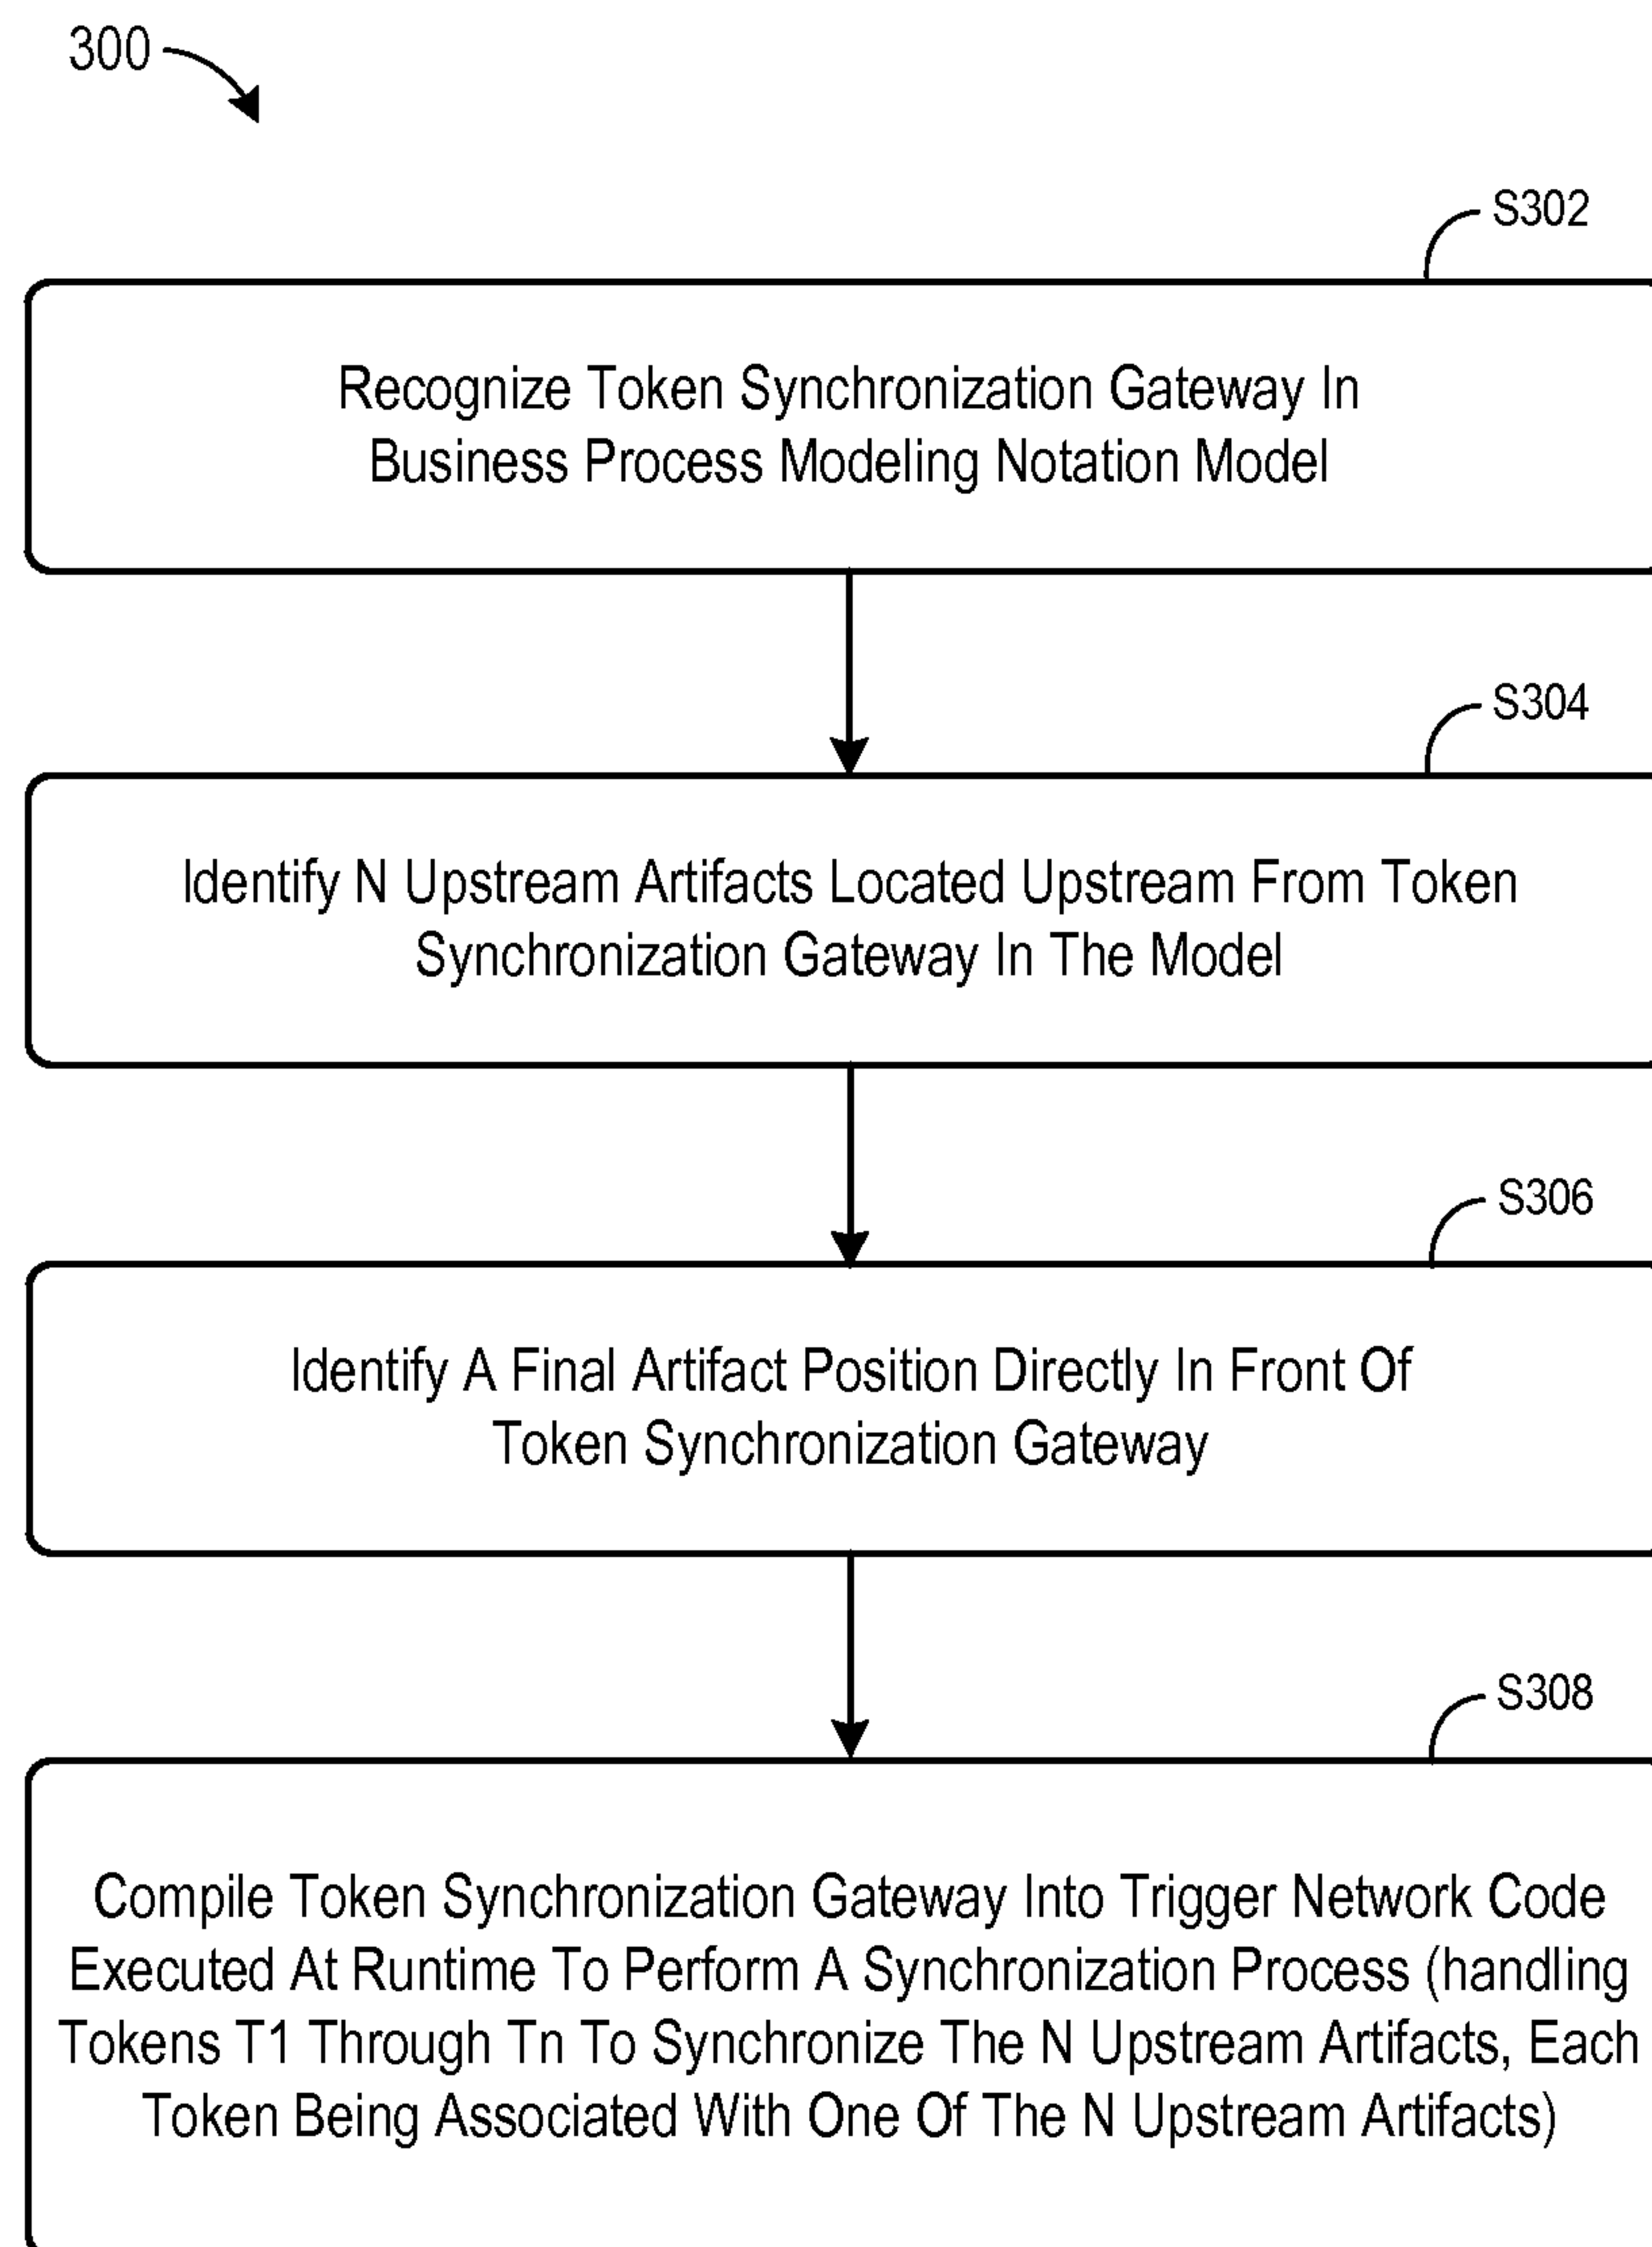 300
S302
Recognize Token Synchronization Gateway In
Business Process Modeling Notation Model
S304
Identify N Upstream Artifacts Located Upstream From Token
Synchronization Gateway In The Model
S306
Identify A Final Artifact Position Directly In Front Of
Token Synchronization Gateway
S308
Compile Token Synchronization Gateway Into Trigger Network Code
Executed At Runtime To Perform A Synchronization Process (handling
Tokens T1 Through Tn To Synchronize The N Upstream Artifacts, Each
Token Being Associated With One Of The N Upstream Artifacts)